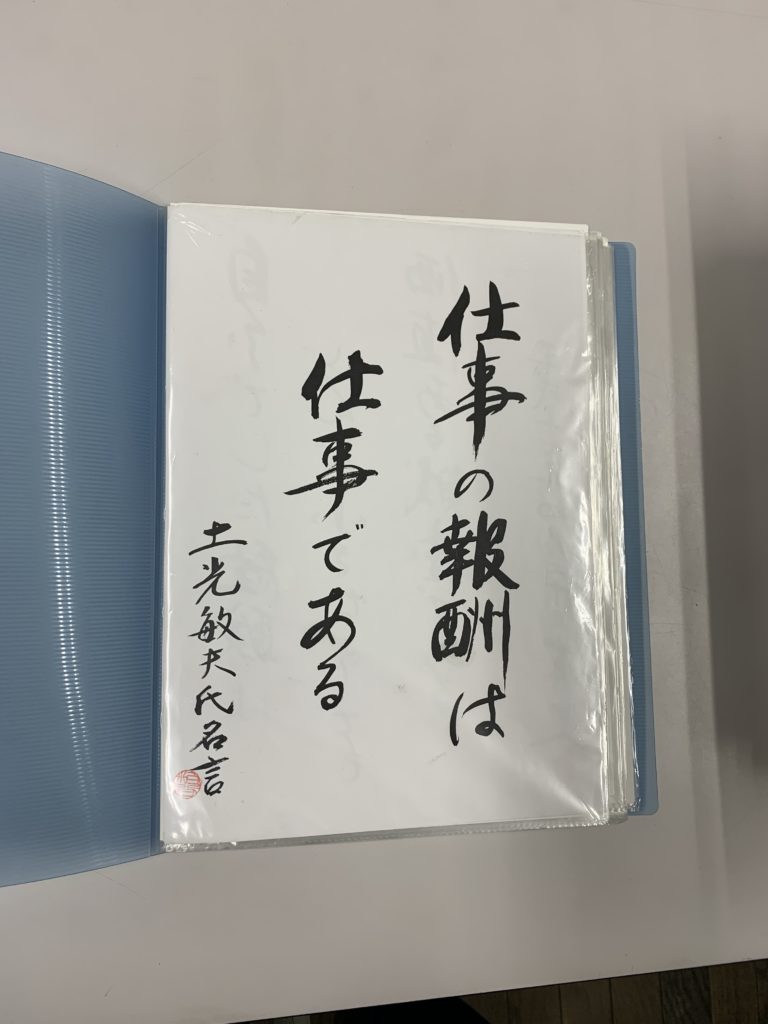 仕事の報酬は
仕事である
土光敏夫氏名言